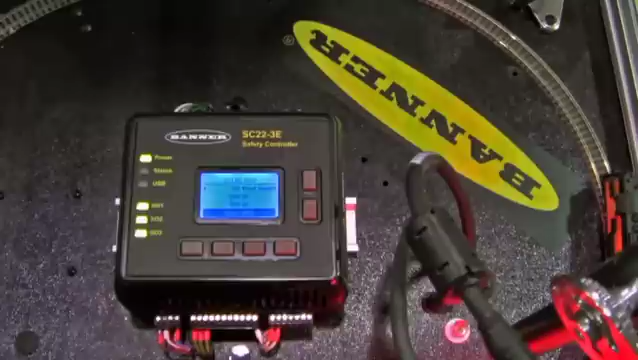 BANNER
BANNER
SC22-3E
Safety Controller
Power
Status
USB
SO1
SO2
SO3